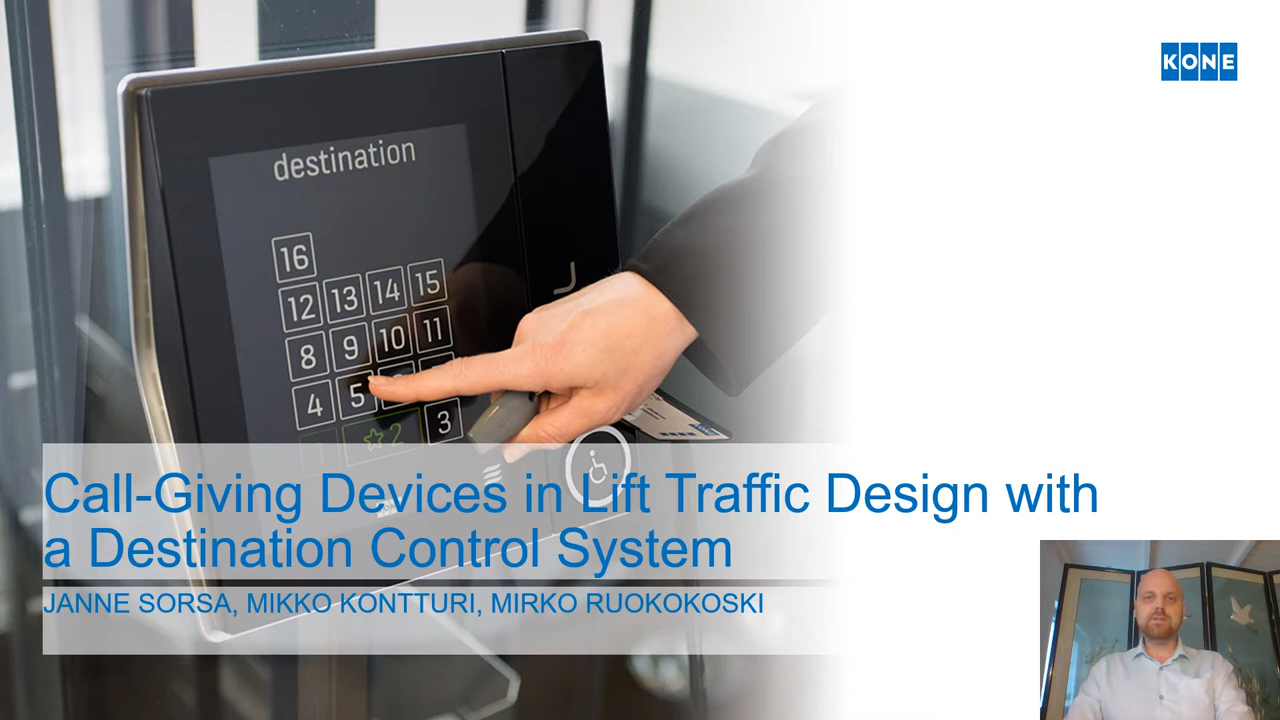 KONE
destination
16
12 13 14 15
8 9 10 11
4 5
2 3
Call-Giving Devices in Lift Traffic Design with
a Destination Control System
JANNE SORSA, MIKKO KONTTURI, MIRKO RUOKOKOSKI